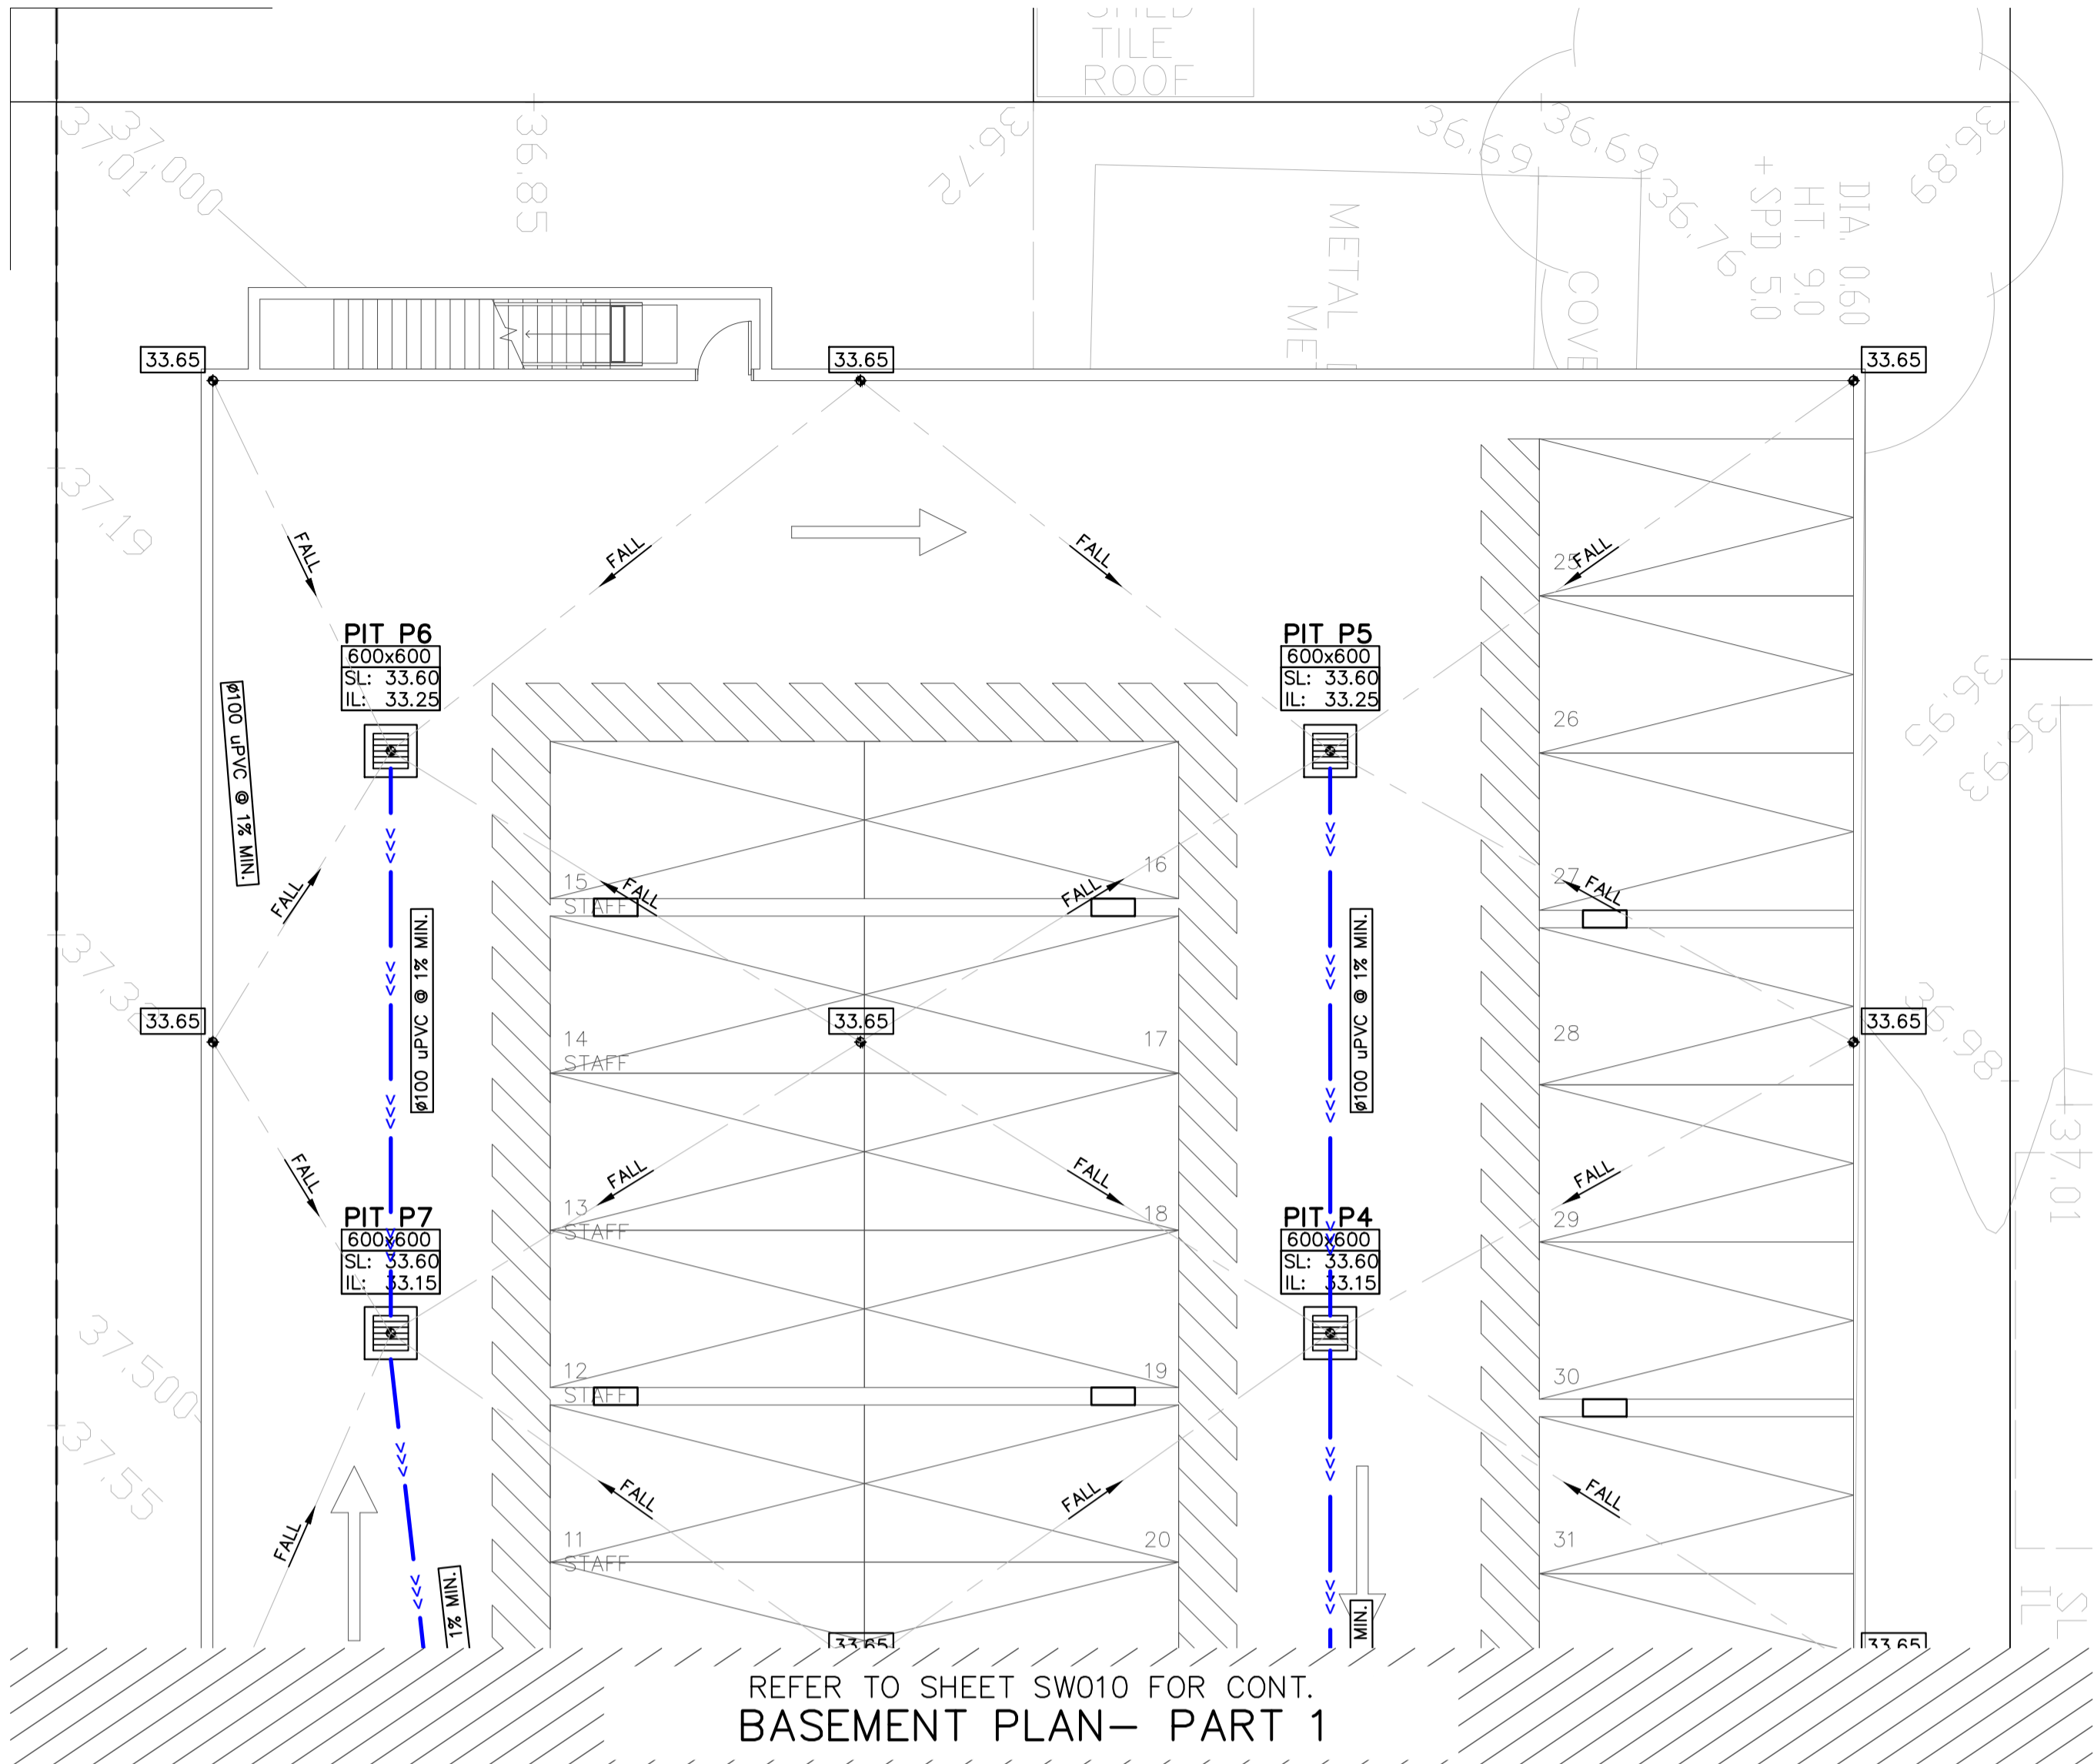 SHED
TILE
ROOF
37.01
37.000
36.85
36.72
36.69
36.69
36.76
+SPD 5.0
HT. 9.0
DIA. 0.60
36.89
METAL
ME
COVE
33.65
33.65
33.65
37.19
FALL
FALL
FALL
FALL
25
PIT P6
600x600
SL: 33.60
IL: 33.25
PIT P5
600x600
SL: 33.60
IL: 33.25
Ø100 uPVC @ 1% MIN.
26
36.95
36.93
15
STAFF
16
27
FALL
FALL
FALL
FALL
Ø100 uPVC @ 1% MIN.
Ø100 uPVC @ 1% MIN.
33.65
33.65
33.65
36.98
14
STAFF
17
28
37.01
FALL
FALL
FALL
FALL
13
STAFF
18
29
PIT P7
600x600
SL: 33.60
IL: 33.15
PIT P4
600x600
SL: 33.60
IL: 33.15
37.500
12
STAFF
19
30
37.55
FALL
FALL
FALL
FALL
11
STAFF
20
31
1% MIN.
MIN.
SL
IL
33.65
33.65
REFER TO SHEET SW010 FOR CONT.
BASEMENT PLAN- PART 1